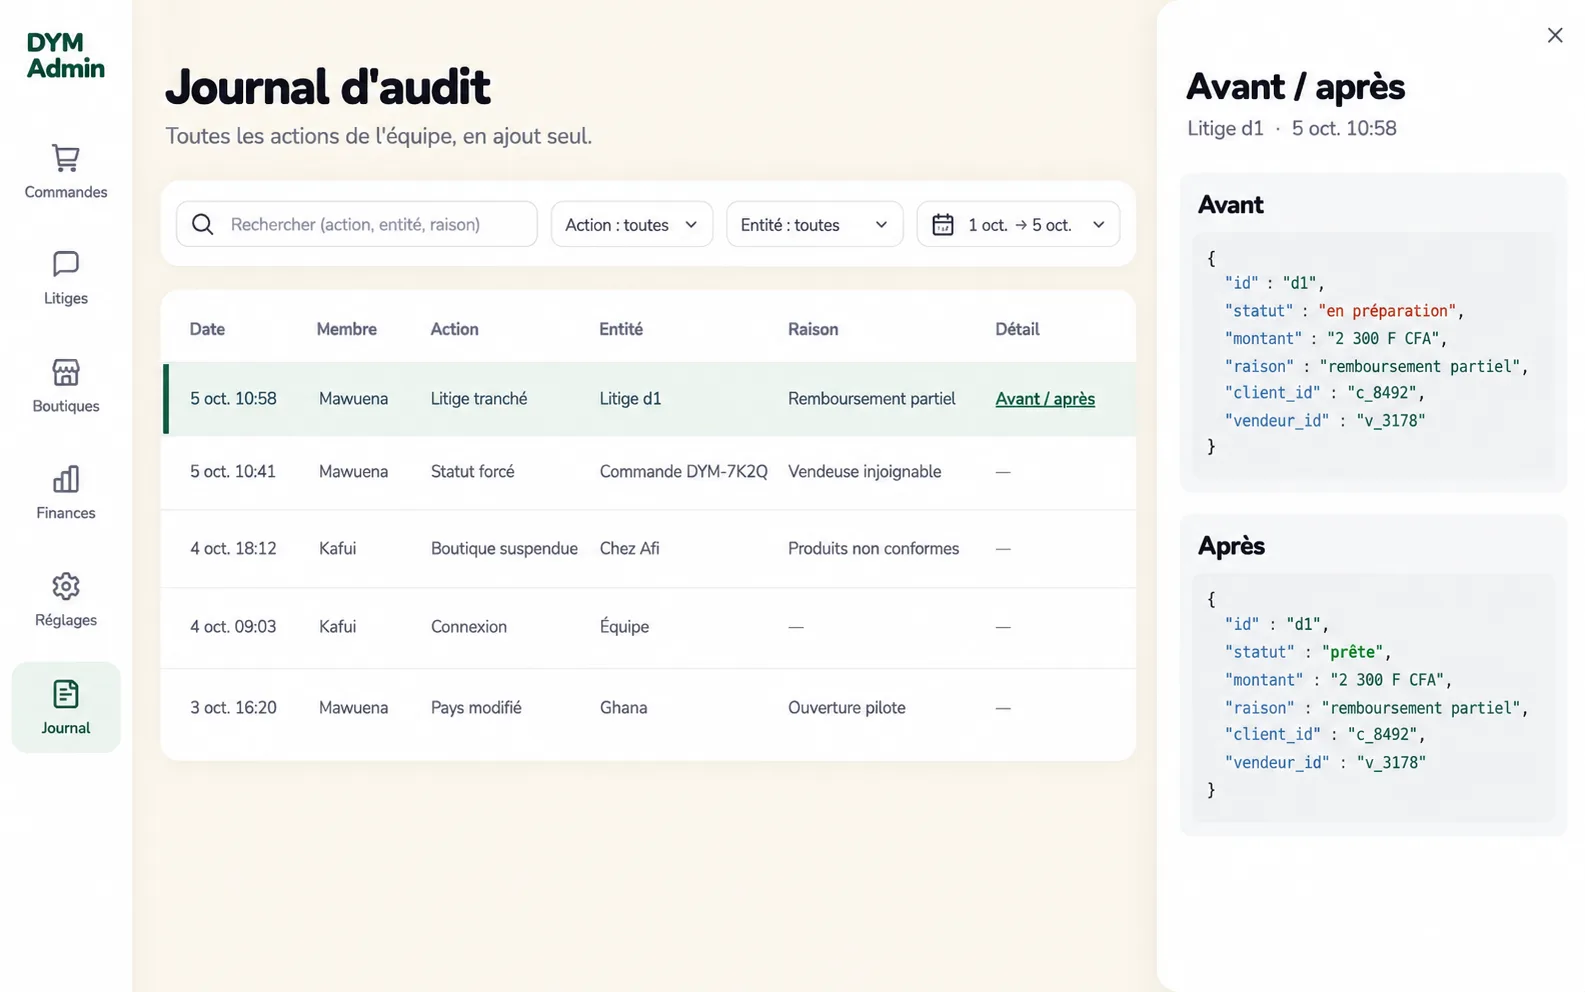 DYM
Admin
Commandes
Litiges
Boutiques
Finances
Réglages
Journal
Journal d'audit
Toutes les actions de l'équipe, en ajout seul.
Rechercher (action, entité, raison)
Action : toutes
Entité : toutes
1 oct. → 5 oct.
Date Membre Action Entité Raison Détail
5 oct. 10:58 Mawuena Litige tranché Litige d1 Remboursement partiel Avant / après
5 oct. 10:41 Mawuena Statut forcé Commande DYM-7K2Q Vendeuse injoignable —
4 oct. 18:12 Kafui Boutique suspendue Chez Afi Produits non conformes —
4 oct. 09:03 Kafui Connexion Équipe — —
3 oct. 16:20 Mawuena Pays modifié Ghana Ouverture pilote —
Avant / après
Litige d1 · 5 oct. 10:58
Avant
{
"id" : "d1",
"statut" : "en préparation",
"montant" : "2 300 F CFA",
"raison" : "remboursement partiel",
"client_id" : "c_8492",
"vendeur_id" : "v_3178"
}
Après
{
"id" : "d1",
"statut" : "prête",
"montant" : "2 300 F CFA",
"raison" : "remboursement partiel",
"client_id" : "c_8492",
"vendeur_id" : "v_3178"
}